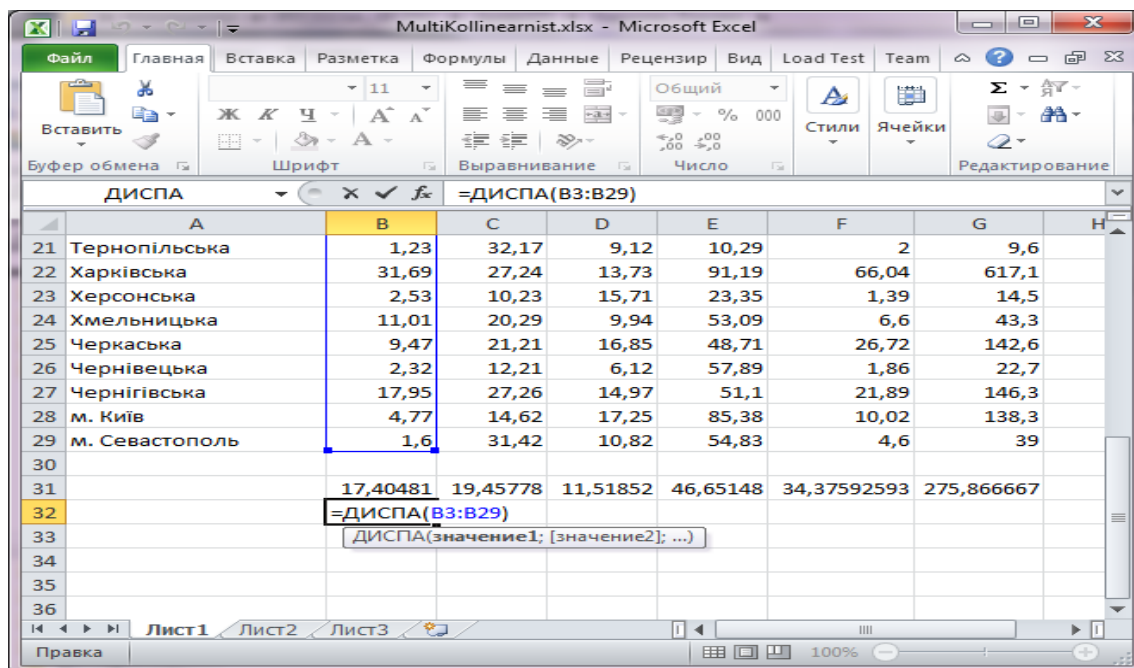 MultiKollinearnist.xlsx - Microsoft Excel
Файл Главная Вставка Разметка Формулы Данные Рецензир Вид Load Test Team
Вставить Ж К Ч 11 A A A Общий % 000 Стили Ячейки Σ
Буфер обмена Шрифт Выравнивание Число Редактирование
ДИСПА fx =ДИСПА(B3:B29)
A B C D E F G H
21 Тернопільська 1,23 32,17 9,12 10,29 2 9,6
22 Харківська 31,69 27,24 13,73 91,19 66,04 617,1
23 Херсонська 2,53 10,23 15,71 23,35 1,39 14,5
24 Хмельницька 11,01 20,29 9,94 53,09 6,6 43,3
25 Черкаська 9,47 21,21 16,85 48,71 26,72 142,6
26 Чернівецька 2,32 12,21 6,12 57,89 1,86 22,7
27 Чернігівська 17,95 27,26 14,97 51,1 21,89 146,3
28 м. Київ 4,77 14,62 17,25 85,38 10,02 138,3
29 м. Севастополь 1,6 31,42 10,82 54,83 4,6 39
30
31 17,40481 19,45778 11,51852 46,65148 34,37592593 275,866667
32 =ДИСПА(B3:B29)
33 ДИСПА(значение1; [значение2]; ...)
34
35
36
Лист1 Лист2 Лист3
Правка 100%